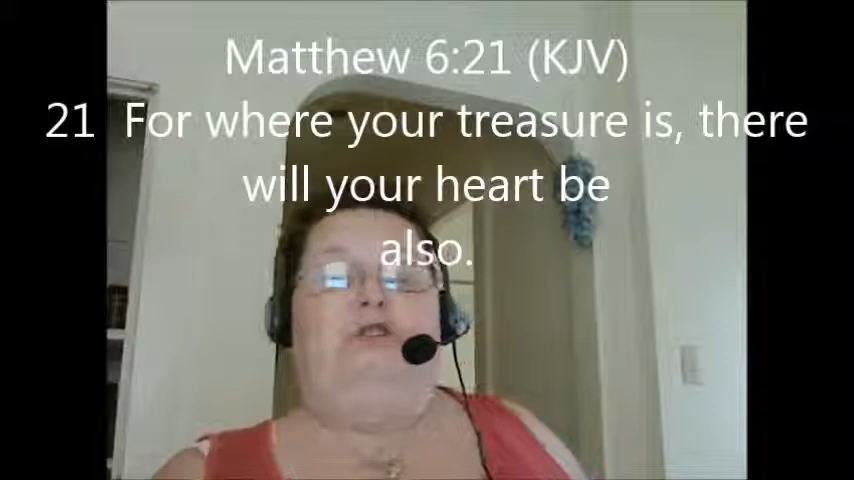 Matthew 6:21 (KJV)
21 For where your treasure is, there
will your heart be
also.